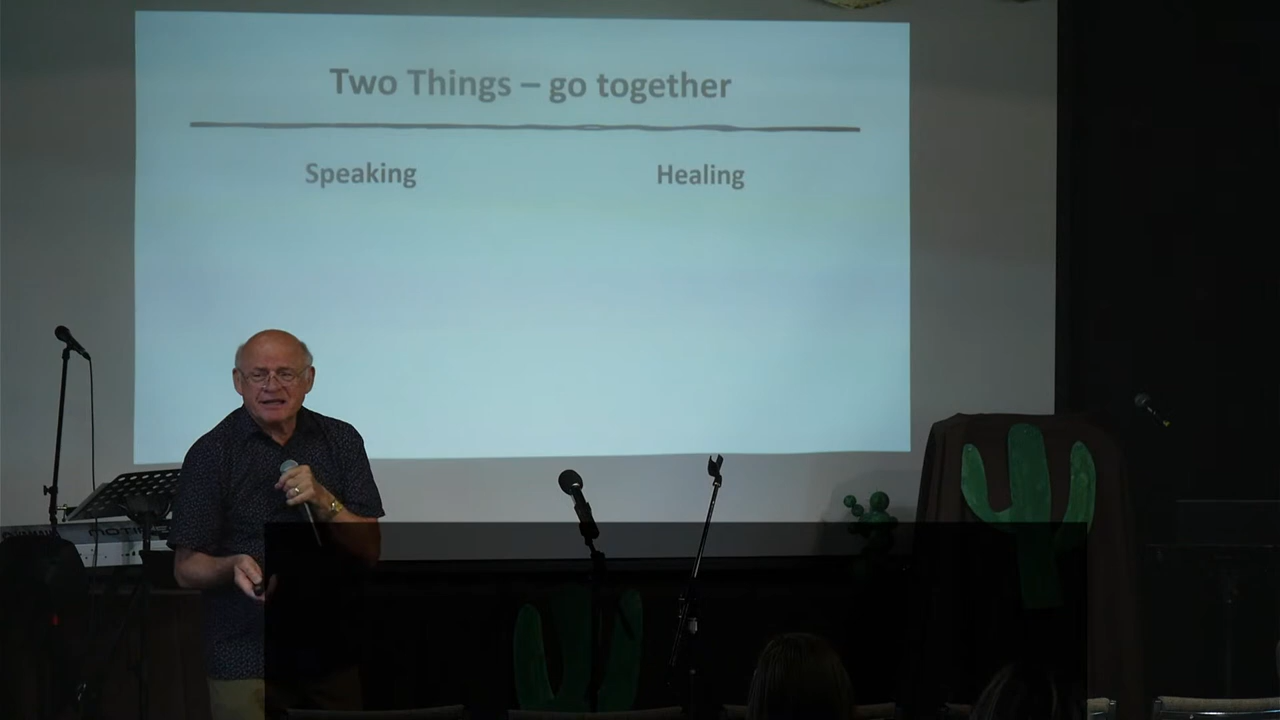 Two Things – go together
Speaking
Healing